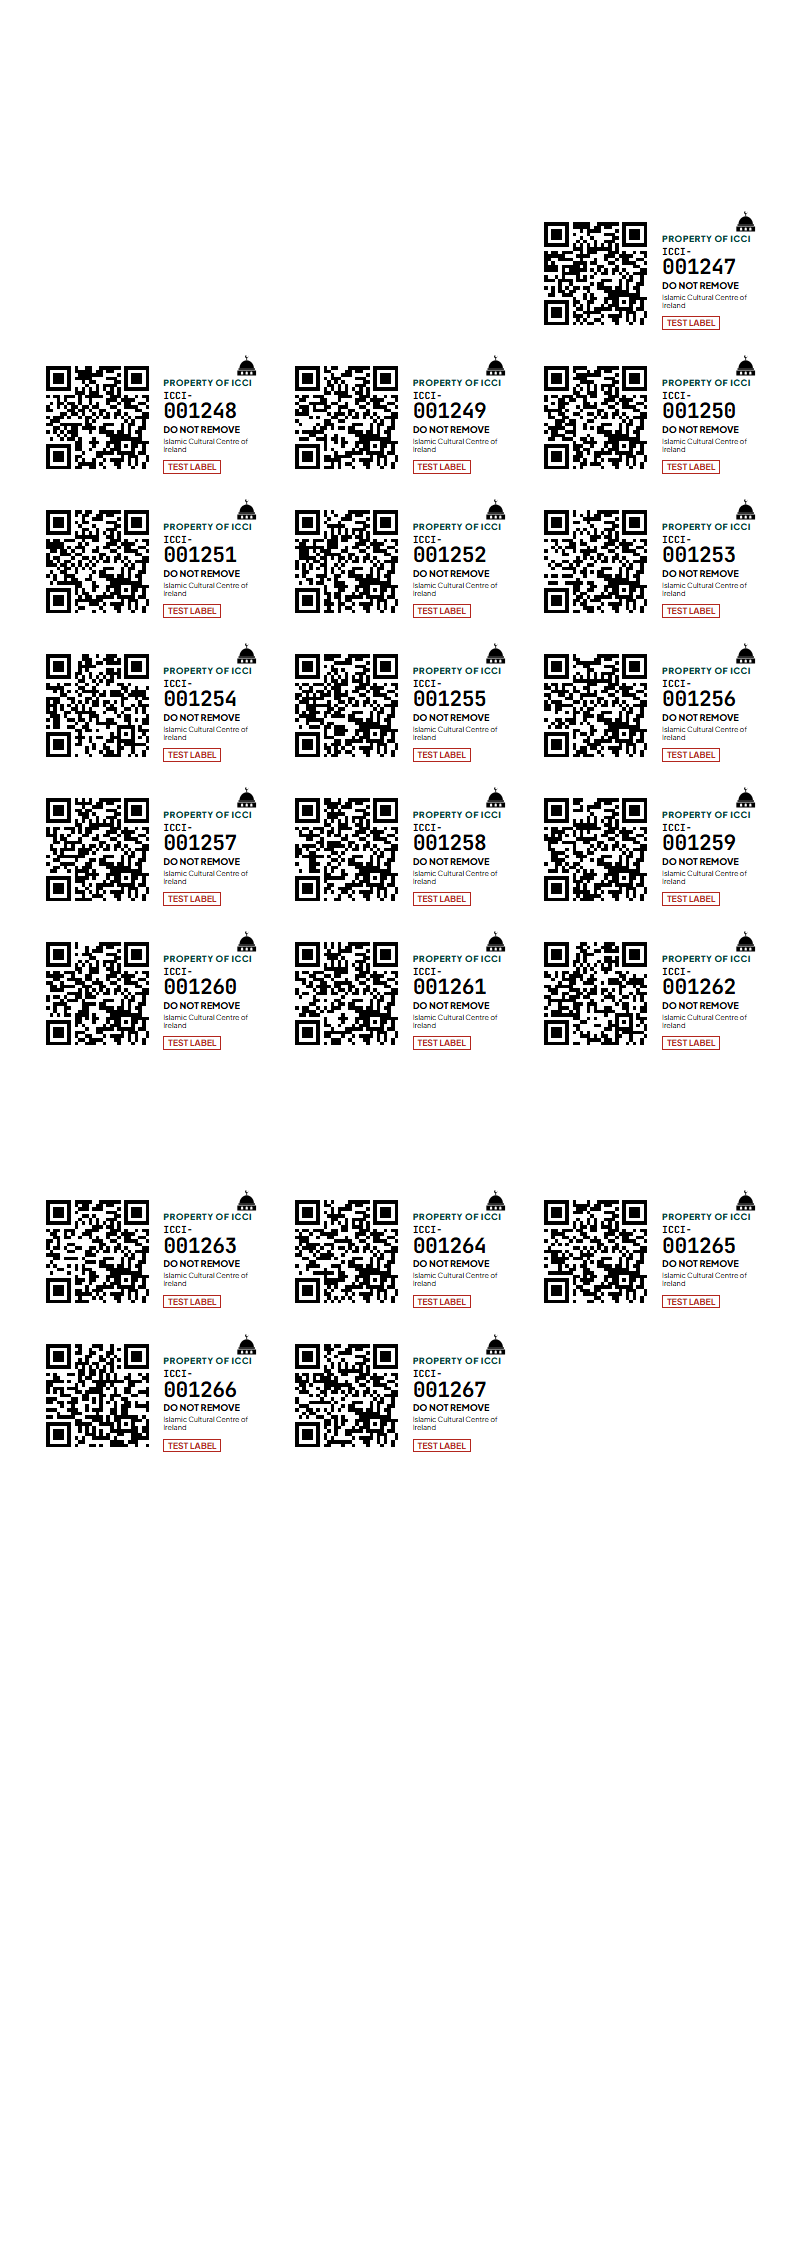 PROPERTY OF ICCI
ICCI-
001247
DO NOT REMOVE
Islamic Cultural Centre of
Ireland
TEST LABEL
PROPERTY OF ICCI
ICCI-
001248
DO NOT REMOVE
Islamic Cultural Centre of
Ireland
TEST LABEL
PROPERTY OF ICCI
ICCI-
001249
DO NOT REMOVE
Islamic Cultural Centre of
Ireland
TEST LABEL
PROPERTY OF ICCI
ICCI-
001250
DO NOT REMOVE
Islamic Cultural Centre of
Ireland
TEST LABEL
PROPERTY OF ICCI
ICCI-
001251
DO NOT REMOVE
Islamic Cultural Centre of
Ireland
TEST LABEL
PROPERTY OF ICCI
ICCI-
001252
DO NOT REMOVE
Islamic Cultural Centre of
Ireland
TEST LABEL
PROPERTY OF ICCI
ICCI-
001253
DO NOT REMOVE
Islamic Cultural Centre of
Ireland
TEST LABEL
PROPERTY OF ICCI
ICCI-
001254
DO NOT REMOVE
Islamic Cultural Centre of
Ireland
TEST LABEL
PROPERTY OF ICCI
ICCI-
001255
DO NOT REMOVE
Islamic Cultural Centre of
Ireland
TEST LABEL
PROPERTY OF ICCI
ICCI-
001256
DO NOT REMOVE
Islamic Cultural Centre of
Ireland
TEST LABEL
PROPERTY OF ICCI
ICCI-
001257
DO NOT REMOVE
Islamic Cultural Centre of
Ireland
TEST LABEL
PROPERTY OF ICCI
ICCI-
001258
DO NOT REMOVE
Islamic Cultural Centre of
Ireland
TEST LABEL
PROPERTY OF ICCI
ICCI-
001259
DO NOT REMOVE
Islamic Cultural Centre of
Ireland
TEST LABEL
PROPERTY OF ICCI
ICCI-
001260
DO NOT REMOVE
Islamic Cultural Centre of
Ireland
TEST LABEL
PROPERTY OF ICCI
ICCI-
001261
DO NOT REMOVE
Islamic Cultural Centre of
Ireland
TEST LABEL
PROPERTY OF ICCI
ICCI-
001262
DO NOT REMOVE
Islamic Cultural Centre of
Ireland
TEST LABEL
PROPERTY OF ICCI
ICCI-
001263
DO NOT REMOVE
Islamic Cultural Centre of
Ireland
TEST LABEL
PROPERTY OF ICCI
ICCI-
001264
DO NOT REMOVE
Islamic Cultural Centre of
Ireland
TEST LABEL
PROPERTY OF ICCI
ICCI-
001265
DO NOT REMOVE
Islamic Cultural Centre of
Ireland
TEST LABEL
PROPERTY OF ICCI
ICCI-
001266
DO NOT REMOVE
Islamic Cultural Centre of
Ireland
TEST LABEL
PROPERTY OF ICCI
ICCI-
001267
DO NOT REMOVE
Islamic Cultural Centre of
Ireland
TEST LABEL